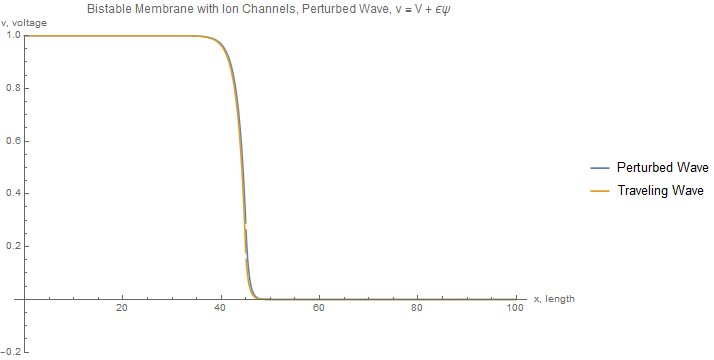 Bistable Membrane with Ion Channels, Perturbed Wave, v ≡ V + ϵψ
v, voltage
1.0
0.8
0.6
0.4
0.2
-0.2
20
40
60
80
100
x, length
Perturbed Wave
Traveling Wave